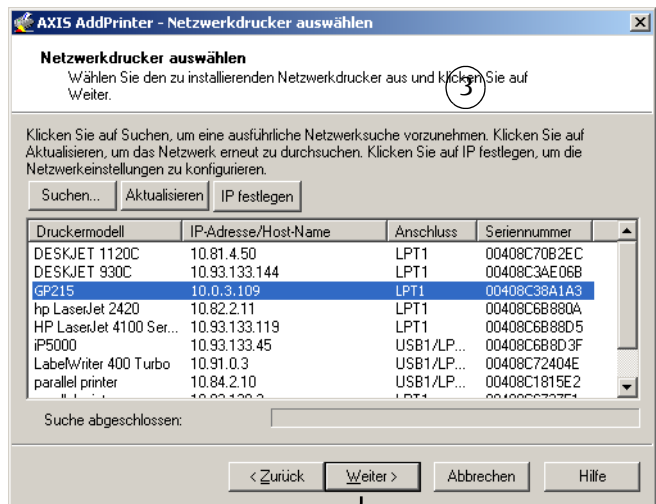 AXIS AddPrinter - Netzwerkdrucker auswählen
Netzwerkdrucker auswählen
Wählen Sie den zu installierenden Netzwerkdrucker aus und klicken Sie auf
Weiter.
3
Klicken Sie auf Suchen, um eine ausführliche Netzwerksuche vorzunehmen. Klicken Sie auf
Aktualisieren, um das Netzwerk erneut zu durchsuchen. Klicken Sie auf IP festlegen, um die
Netzwerkeinstellungen zu konfigurieren.
Suchen... Aktualisieren IP festlegen
Druckermodell IP-Adresse/Host-Name Anschluss Seriennummer
DESKJET 1120C 10.81.4.50 LPT1 00408C70B2EC
DESKJET 930C 10.93.133.144 LPT1 00408C3AE06B
GP215 10.0.3.109 LPT1 00408C38A1A3
hp LaserJet 2420 10.82.2.11 LPT1 00408C6B880A
HP LaserJet 4100 Ser... 10.93.133.119 LPT1 00408C6B88D5
iP5000 10.93.133.45 USB1/LP... 00408C6B8D3F
LabelWriter 400 Turbo 10.91.0.3 USB1/LP... 00408C72404E
parallel printer 10.84.2.10 USB1/LP... 00408C1815E2
Suche abgeschlossen:
< Zurück Weiter > Abbrechen Hilfe